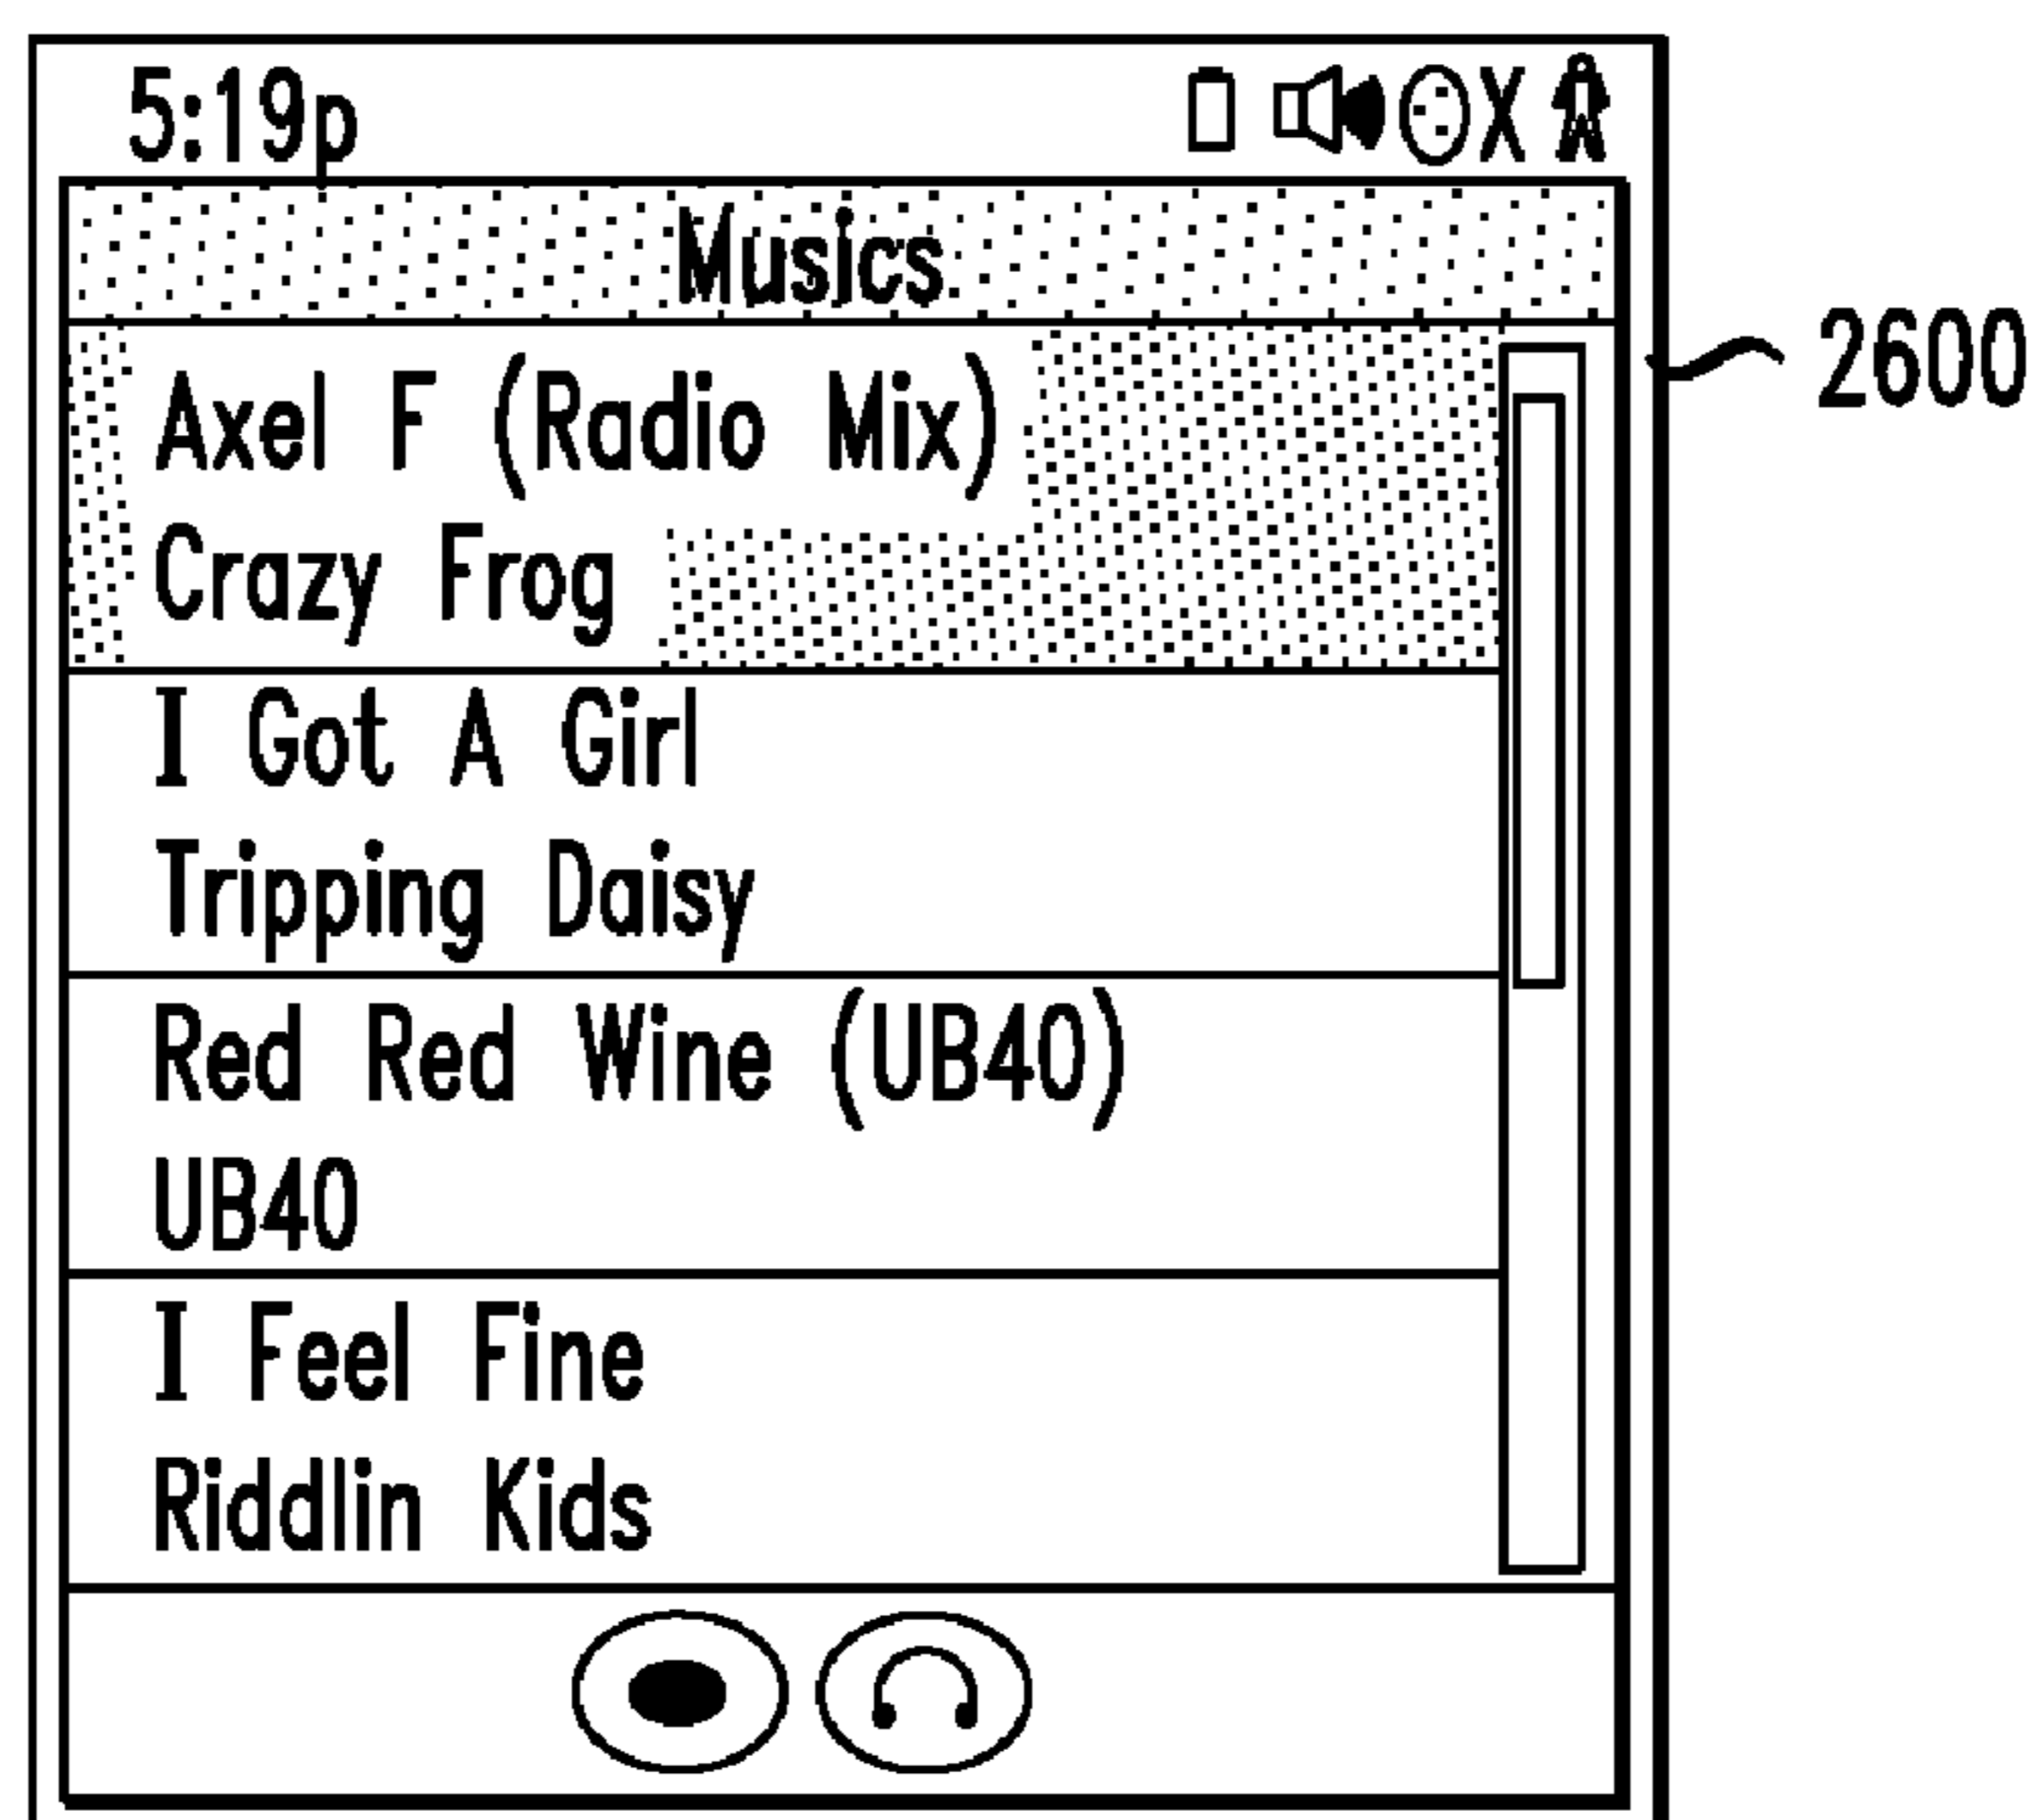 5:19p
Musics
2600
Axel F (Radio Mix)
Crazy Frog
I Got A Girl
Tripping Daisy
Red Red Wine (UB40)
UB40
I Feel Fine
Riddlin Kids